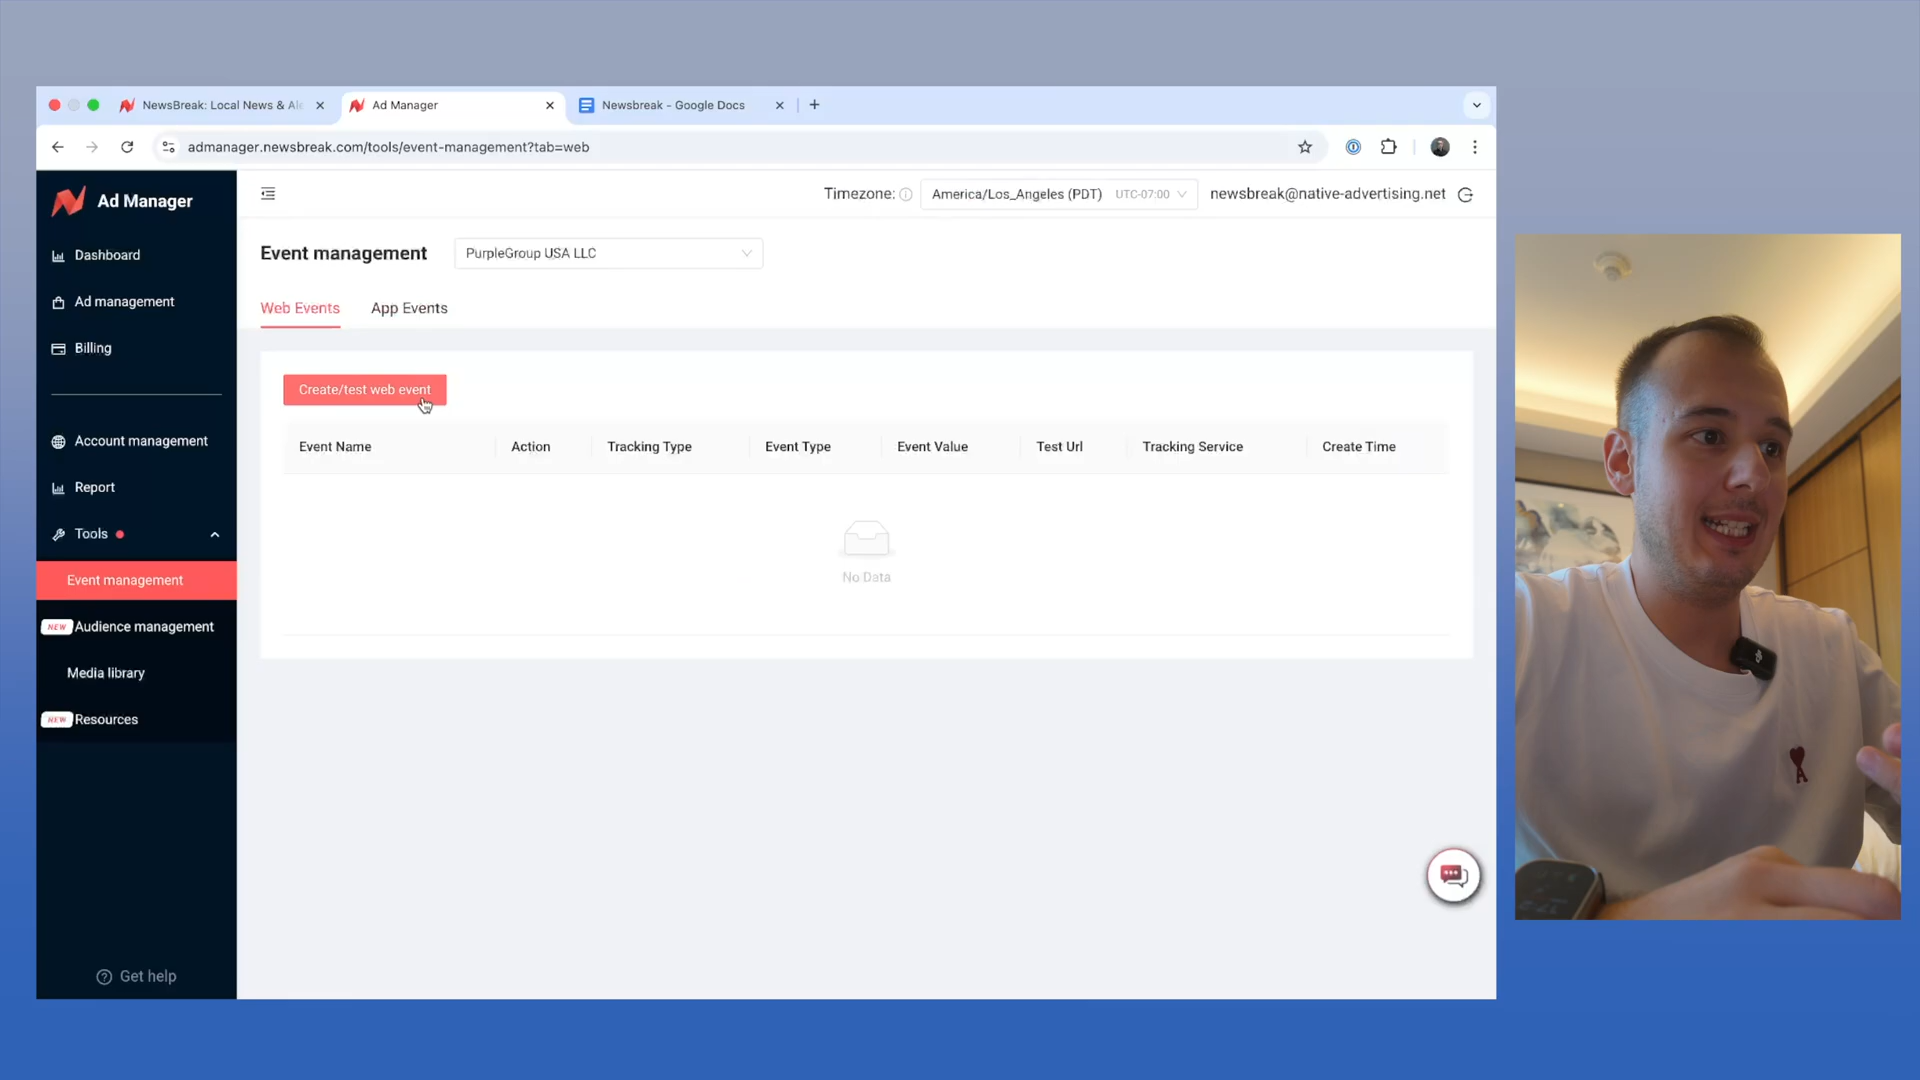 NewsBreak: Local News & Ale
Ad Manager
Newsbreak - Google Docs
admanager.newsbreak.com/tools/event-management?tab=web
Ad Manager
Timezone:
America/Los_Angeles (PDT) UTC-07:00
newsbreak@native-advertising.net
Dashboard
Event management
PurpleGroup USA LLC
Ad management
Web Events
App Events
Billing
Create/test web event
Account management
Event Name
Action
Tracking Type
Event Type
Event Value
Test Url
Tracking Service
Create Time
Report
Tools
No Data
Event management
NEW Audience management
Media library
NEW Resources
Get help
A